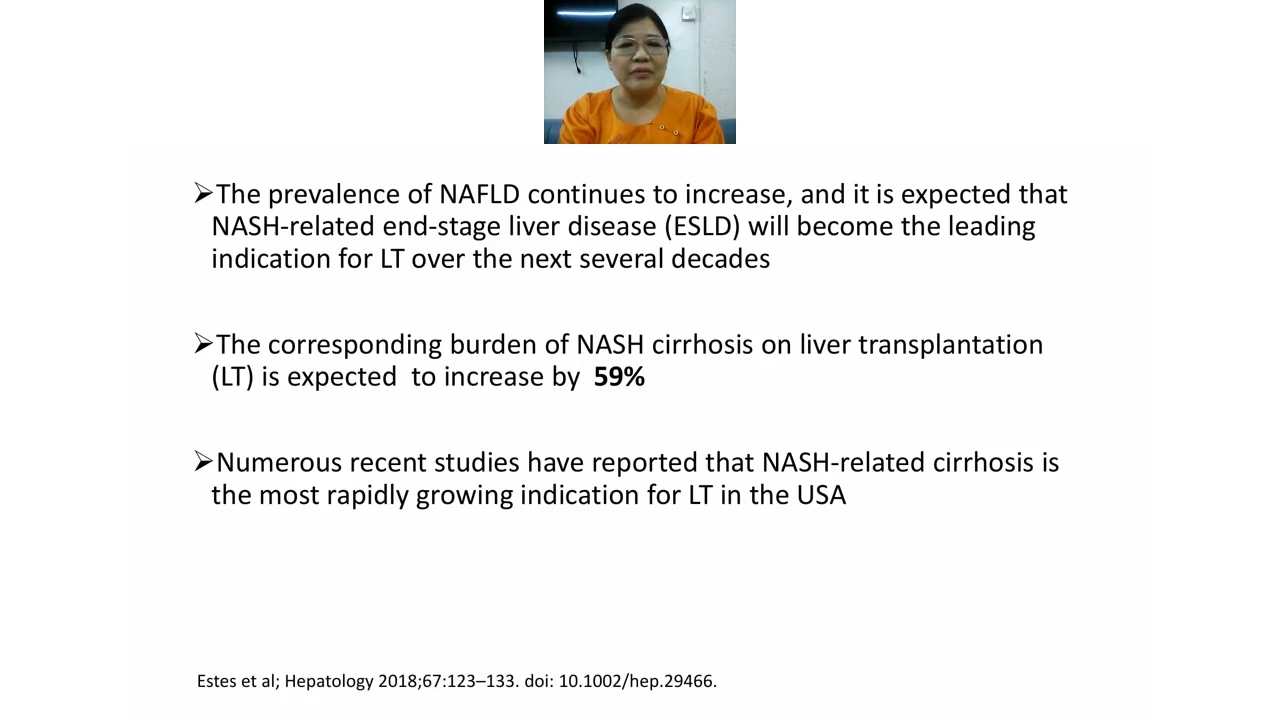 ➢The prevalence of NAFLD continues to increase, and it is expected that
NASH-related end-stage liver disease (ESLD) will become the leading
indication for LT over the next several decades
➢The corresponding burden of NASH cirrhosis on liver transplantation
(LT) is expected  to increase by  59%
➢Numerous recent studies have reported that NASH-related cirrhosis is
the most rapidly growing indication for LT in the USA
Estes et al; Hepatology 2018;67:123–133. doi: 10.1002/hep.29466.